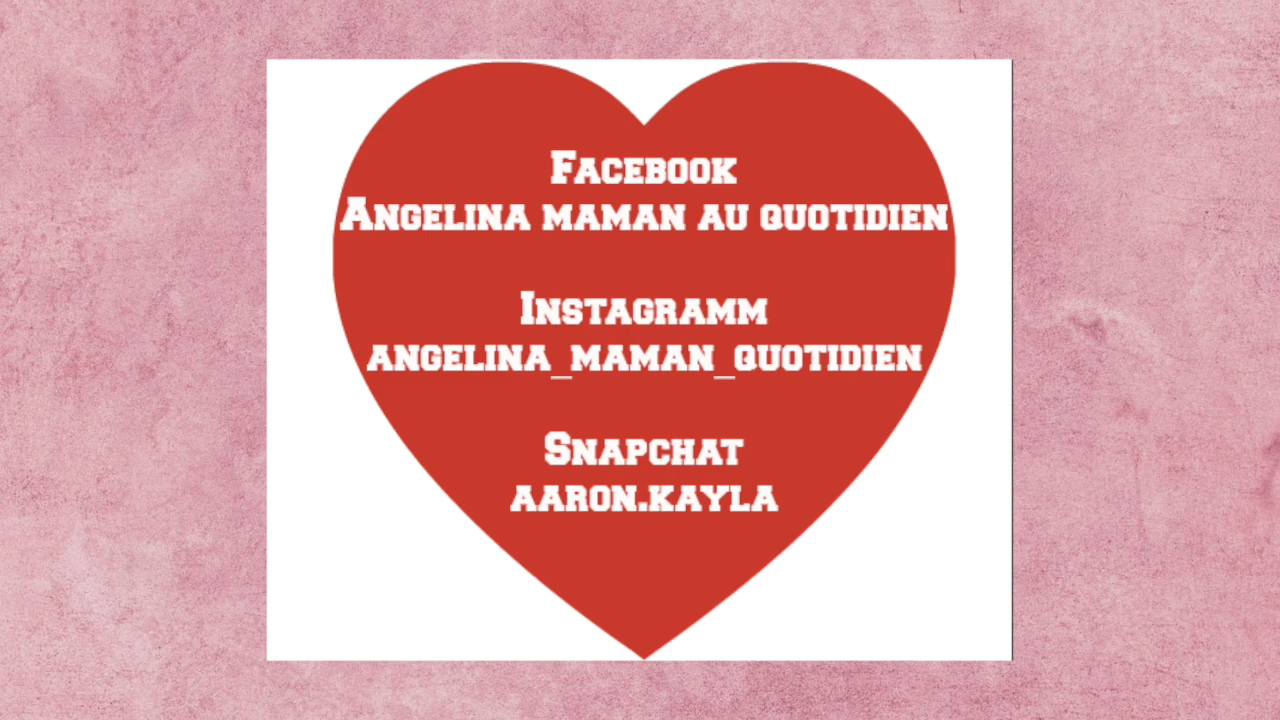 Facebook
Angelina maman au quotidien
Instagramm
angelina_maman_quotidien
Snapchat
aaron.kayla